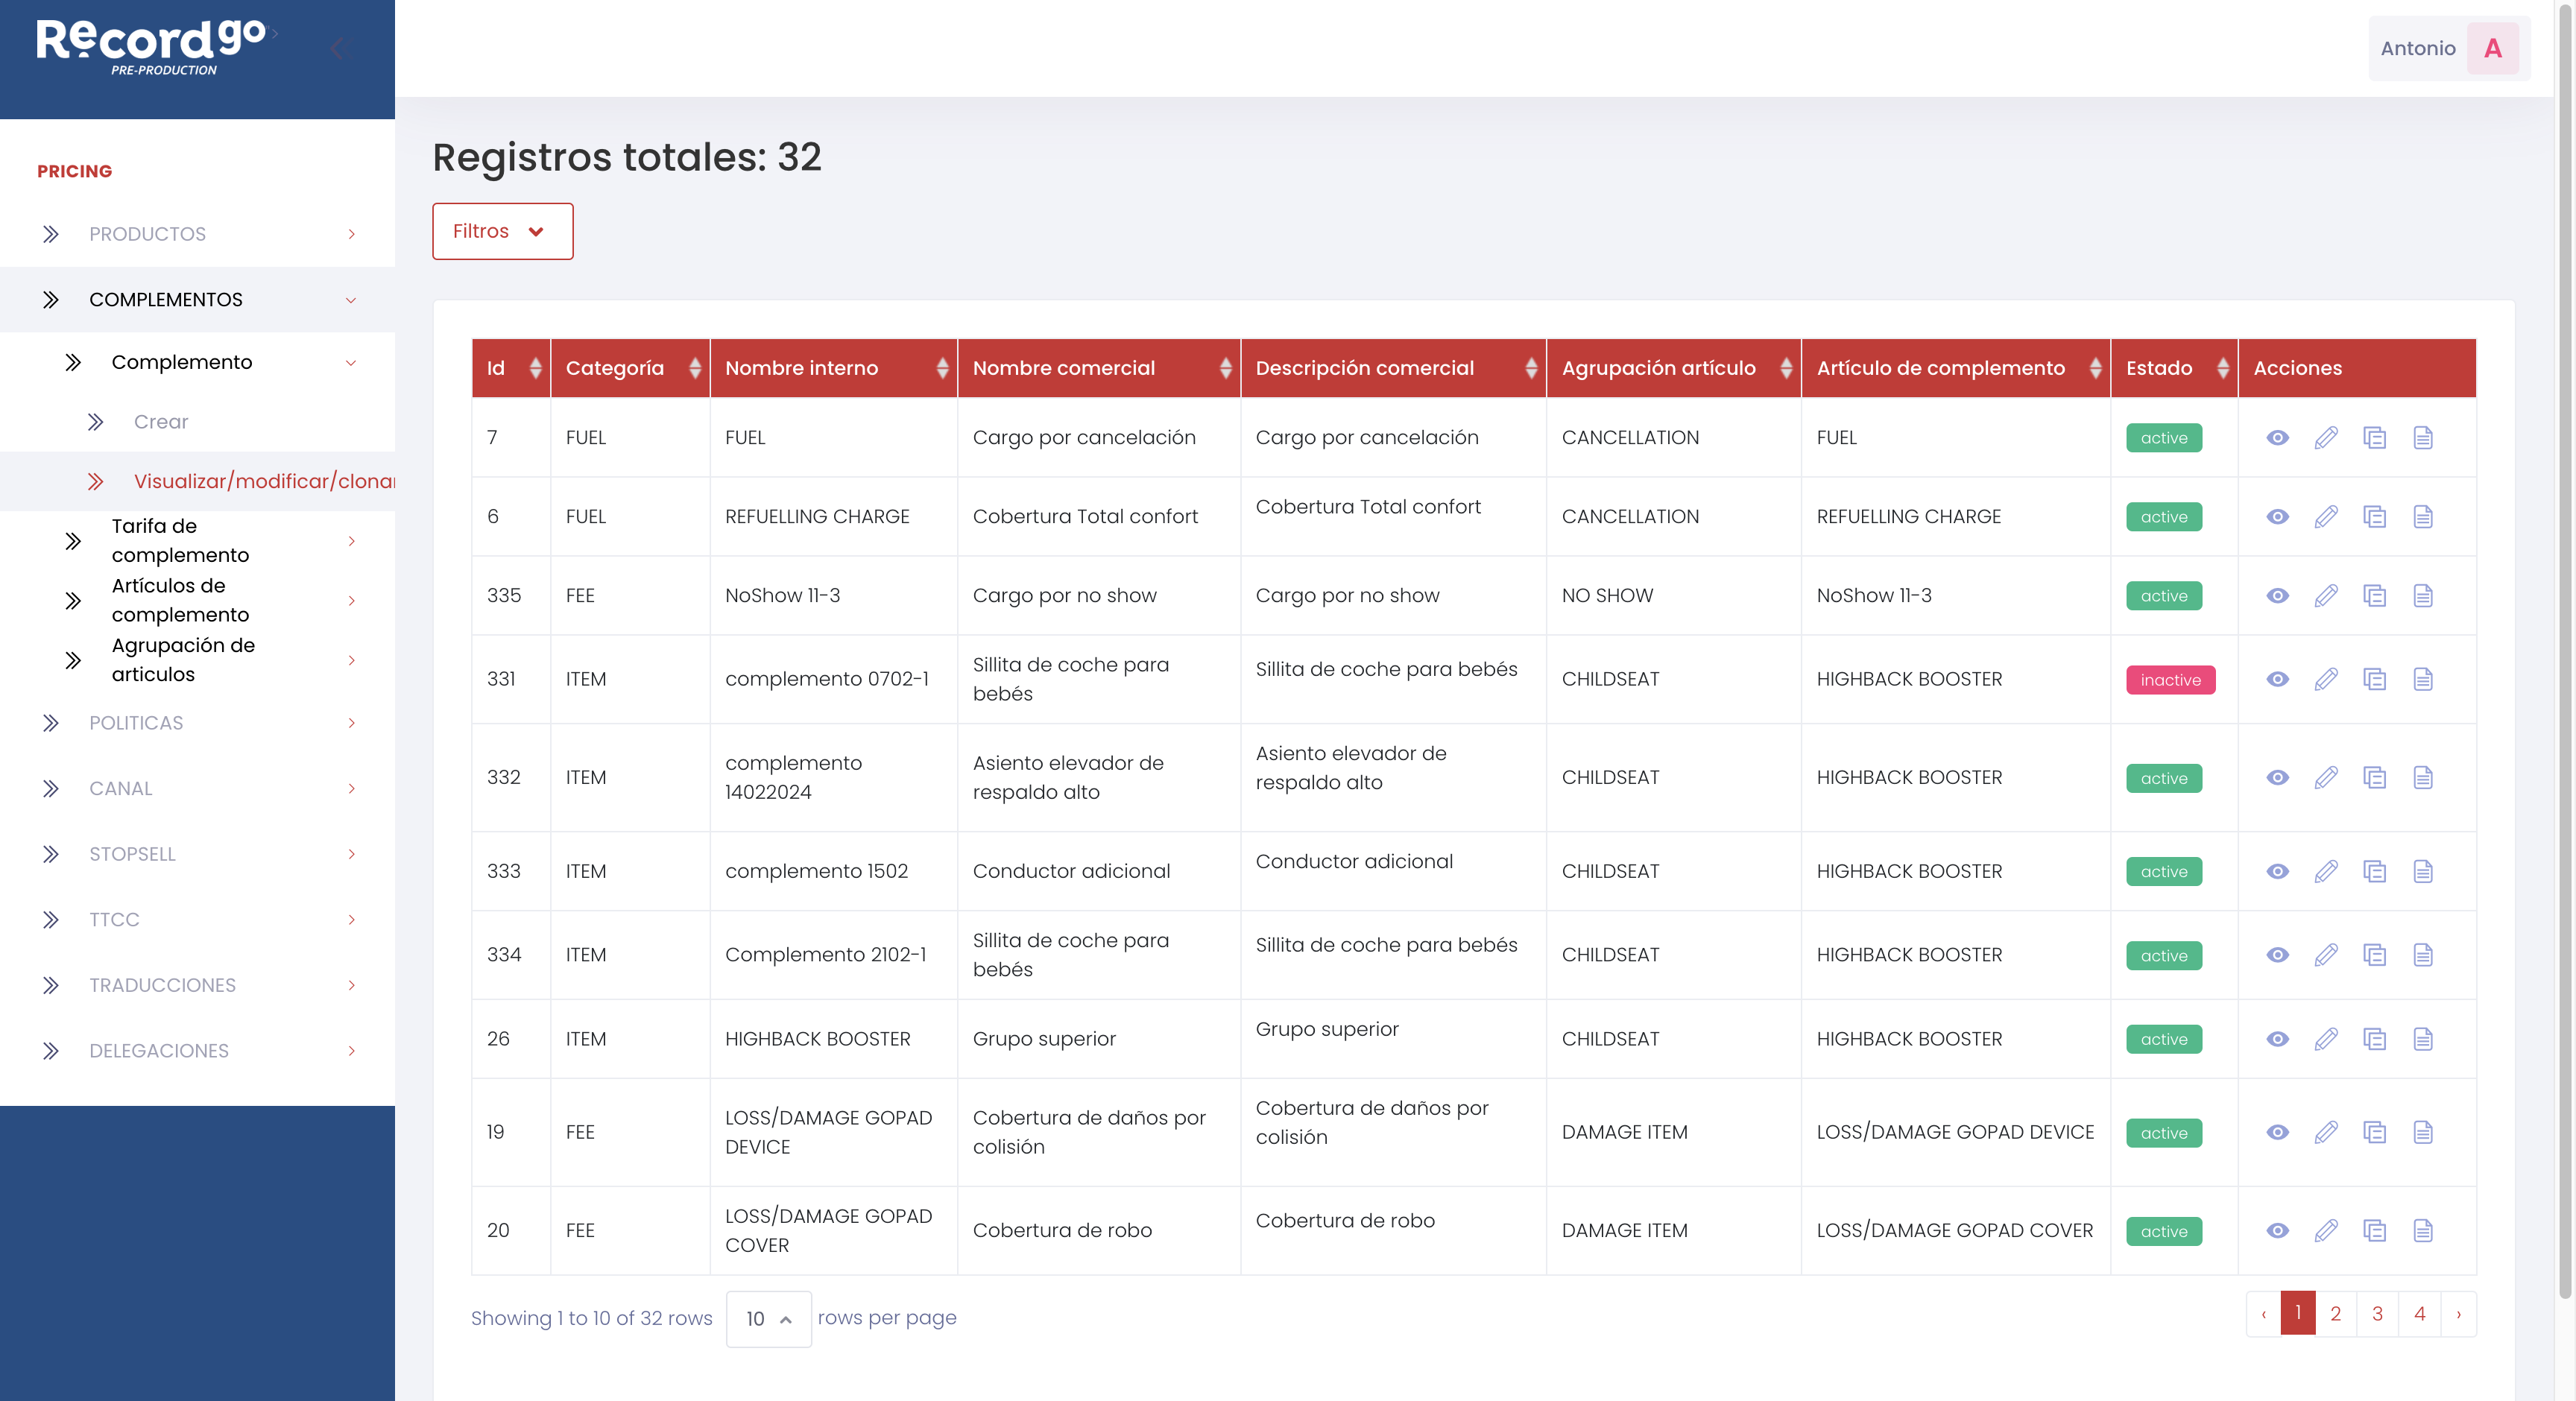 Recordgo
PRE-PRODUCTION
Antonio A
PRICING
PRODUCTOS
COMPLEMENTOS
Complemento
Crear
Visualizar/modificar/clonar
Tarifa de
complemento
Artículos de
complemento
Agrupación de
articulos
POLITICAS
CANAL
STOPSELL
TTCC
TRADUCCIONES
DELEGACIONES
Registros totales: 32
Filtros
Id Categoría Nombre interno Nombre comercial Descripción comercial Agrupación artículo Artículo de complemento Estado Acciones
7 FUEL FUEL Cargo por cancelación Cargo por cancelación CANCELLATION FUEL active
6 FUEL REFUELLING CHARGE Cobertura Total confort Cobertura Total confort CANCELLATION REFUELLING CHARGE active
335 FEE NoShow 11-3 Cargo por no show Cargo por no show NO SHOW NoShow 11-3 active
331 ITEM complemento 0702-1 Sillita de coche para bebés Sillita de coche para bebés CHILDSEAT HIGHBACK BOOSTER inactive
332 ITEM complemento 14022024 Asiento elevador de respaldo alto Asiento elevador de respaldo alto CHILDSEAT HIGHBACK BOOSTER active
333 ITEM complemento 1502 Conductor adicional Conductor adicional CHILDSEAT HIGHBACK BOOSTER active
334 ITEM Complemento 2102-1 Sillita de coche para bebés Sillita de coche para bebés CHILDSEAT HIGHBACK BOOSTER active
26 ITEM HIGHBACK BOOSTER Grupo superior Grupo superior CHILDSEAT HIGHBACK BOOSTER active
19 FEE LOSS/DAMAGE GOPAD DEVICE Cobertura de daños por colisión Cobertura de daños por colisión DAMAGE ITEM LOSS/DAMAGE GOPAD DEVICE active
20 FEE LOSS/DAMAGE GOPAD COVER Cobertura de robo Cobertura de robo DAMAGE ITEM LOSS/DAMAGE GOPAD COVER active
Showing 1 to 10 of 32 rows 10 rows per page
‹ 1 2 3 4 ›